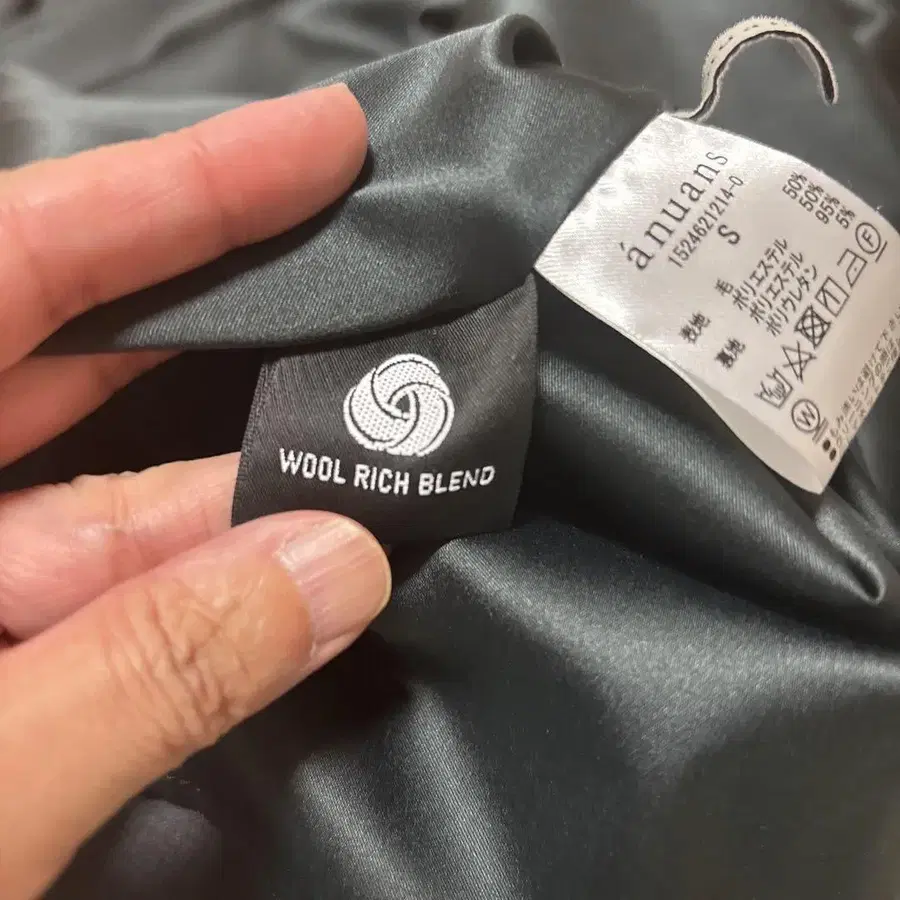 WOOL RICH BLEND
ánuans
1524621214-0
S
表地 毛 50%
ポリエステル 50%
裏地 ポリエステル 95%
ポリウレタン 5%
F
W